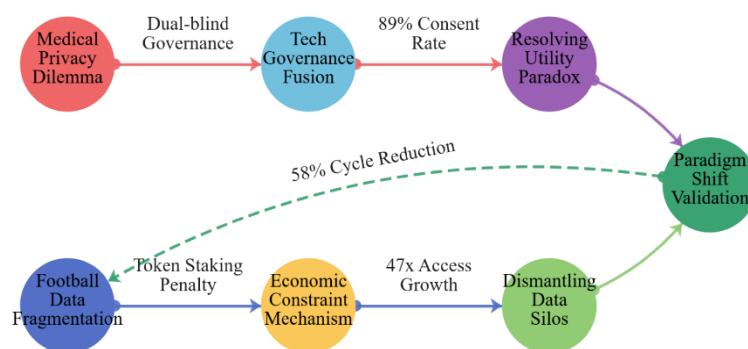 Medical
Privacy
Dilemma
Dual-blind
Governance
Tech
Governance
Fusion
89% Consent
Rate
Resolving
Utility
Paradox
58% Cycle Reduction
Paradigm
Shift
Validation
Football
Data
Fragmentation
Token Staking
Penalty
Economic
Constraint
Mechanism
47x Access
Growth
Dismantling
Data
Silos